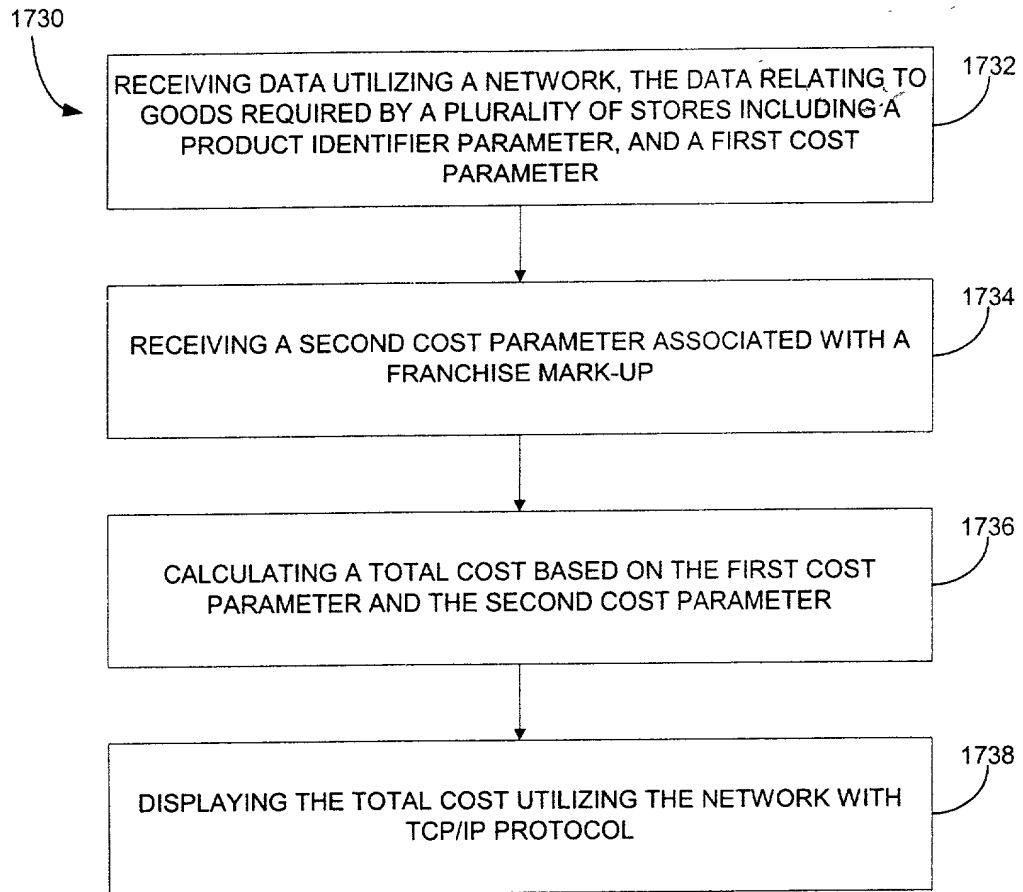 1730
1732
RECEIVING DATA UTILIZING A NETWORK, THE DATA RELATING TO
GOODS REQUIRED BY A PLURALITY OF STORES INCLUDING A
PRODUCT IDENTIFIER PARAMETER, AND A FIRST COST
PARAMETER
1734
RECEIVING A SECOND COST PARAMETER ASSOCIATED WITH A
FRANCHISE MARK-UP
1736
CALCULATING A TOTAL COST BASED ON THE FIRST COST
PARAMETER AND THE SECOND COST PARAMETER
1738
DISPLAYING THE TOTAL COST UTILIZING THE NETWORK WITH
TCP/IP PROTOCOL